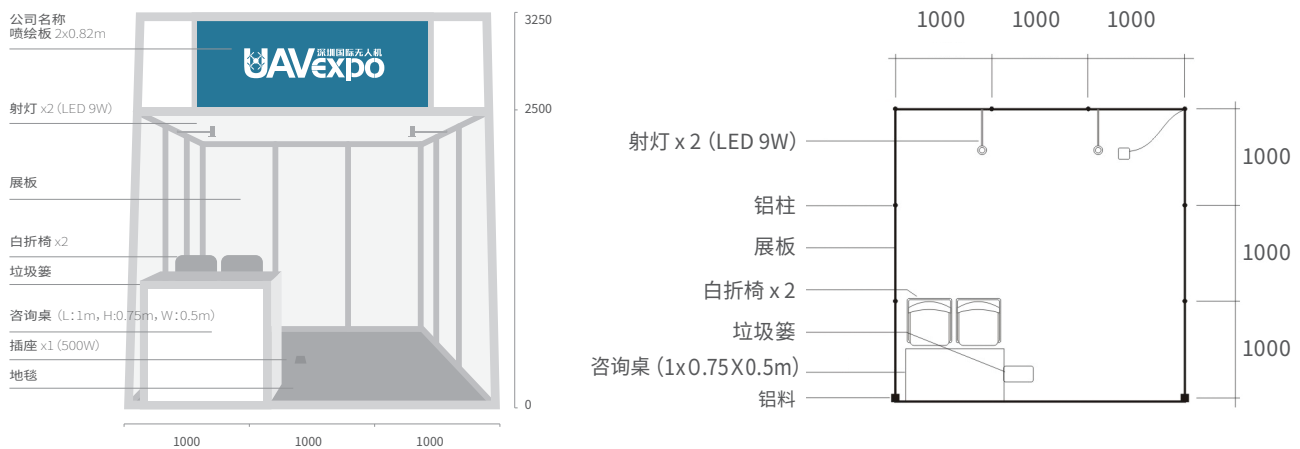 公司名称
喷绘板 2x0.82m
深圳国际无人机
UAVexpo
射灯 x2 (LED 9W)
展板
白折椅 x2
垃圾篓
咨询桌 (L:1m, H:0.75m, W:0.5m)
插座 x1 (500W)
地毯
3250
2500
0
1000
1000
1000
1000
1000
1000
射灯 x 2 (LED 9W)
铝柱
展板
白折椅 x 2
垃圾篓
咨询桌 (1x0.75X0.5m)
铝料
1000
1000
1000